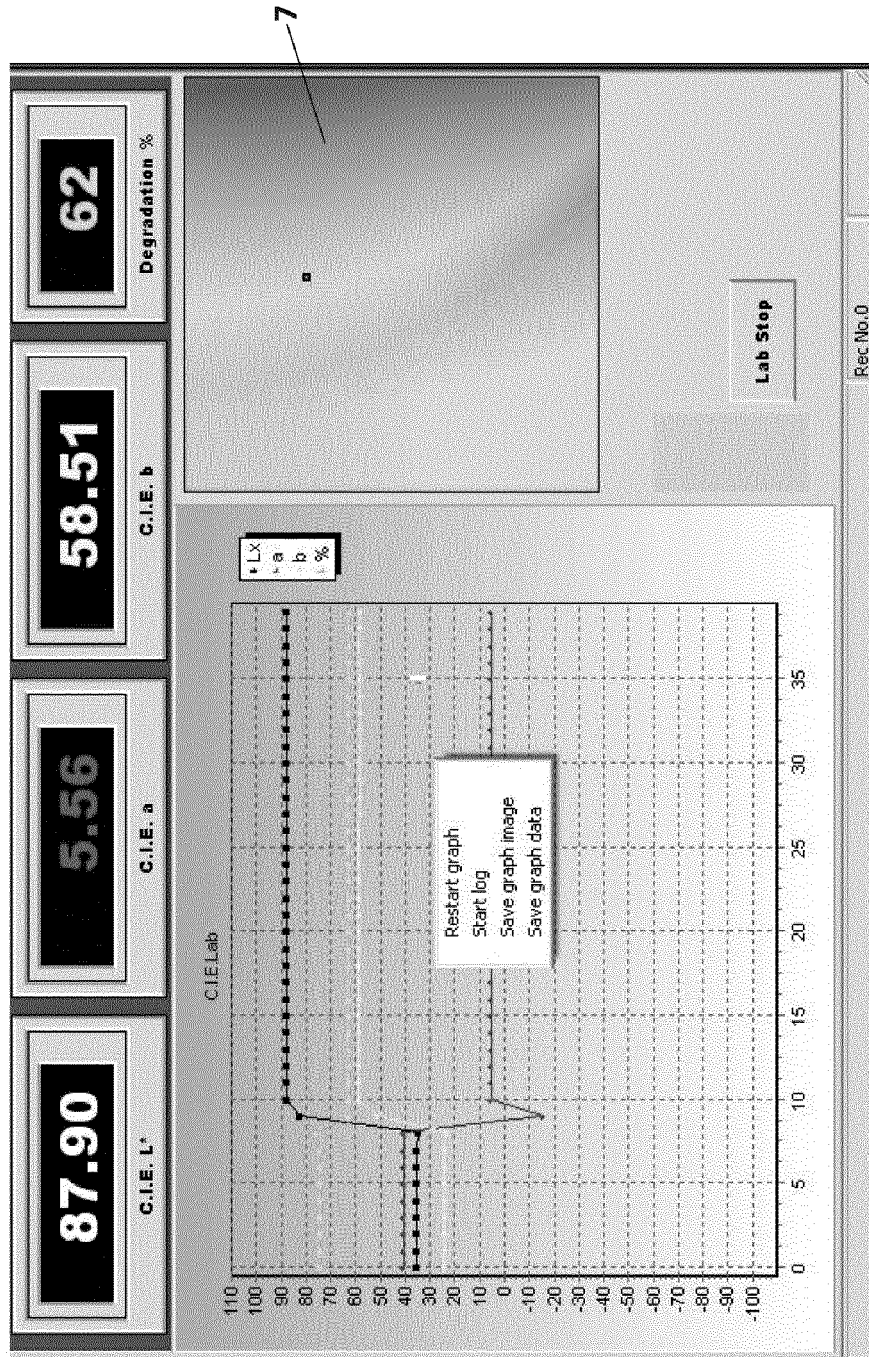 87.90
C.I.E. L*
5.56
C.I.E. a
58.51
C.I.E. b
62
Degradation %
C.I.E.Lab
110
100
90
80
70
60
50
40
30
20
10
0
-10
-20
-30
-40
-50
-60
-70
-80
-90
-100
0
5
10
15
20
25
30
35
Lx
a
b
%
Restart graph
Start log
Save graph image
Save graph data
7
Lab Stop
Rec No.0